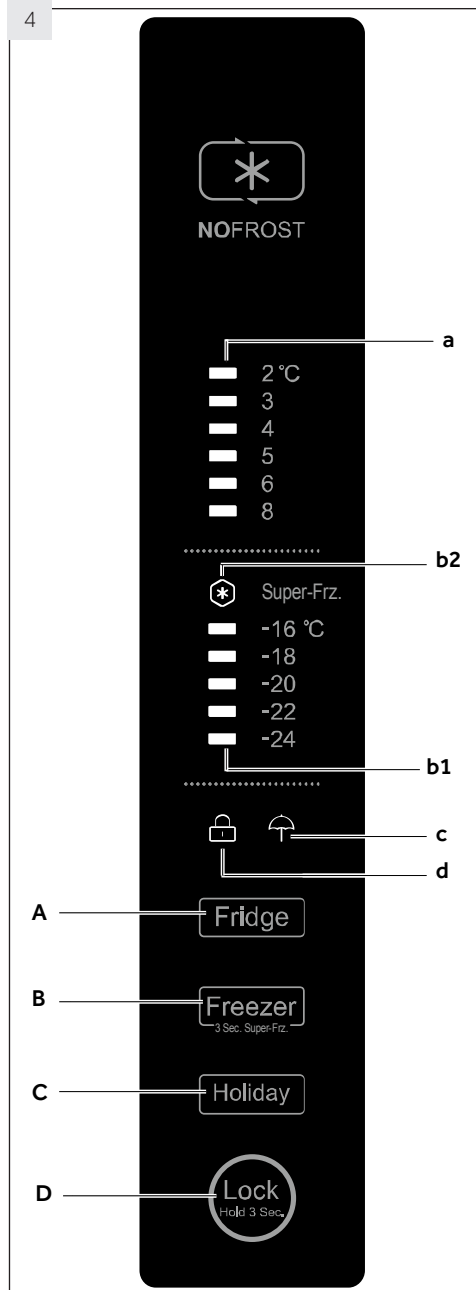 4
NOFROST
a
2 °C
3
4
5
6
8
b2
Super-Frz.
-16 °C
-18
-20
-22
-24
b1
c
d
A
Fridge
B
Freezer
3 Sec. Super-Frz.
C
Holiday
D
Lock
Hold 3 Sec.